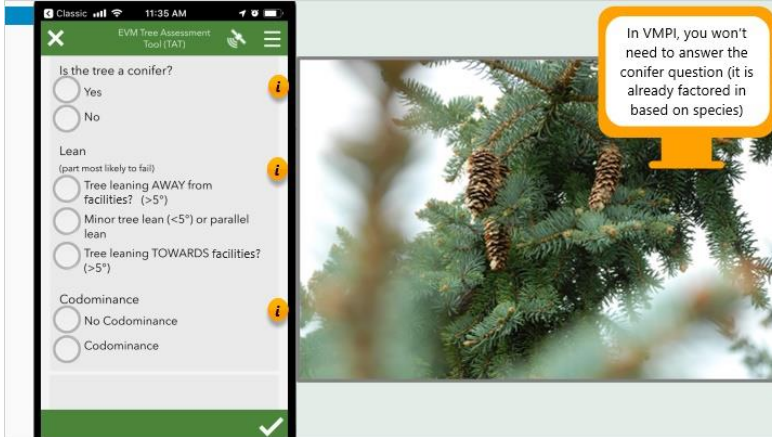 Classic 11:35 AM
EVM Tree Assessment
Tool (TAT)
Is the tree a conifer?
Yes
No
Lean
(part most likely to fail)
Tree leaning AWAY from
facilities? (>5°)
Minor tree lean (<5°) or parallel
lean
Tree leaning TOWARDS facilities?
(>5°)
Codominance
No Codominance
Codominance
i
i
i
In VMPI, you won't
need to answer the
conifer question (it is
already factored in
based on species)